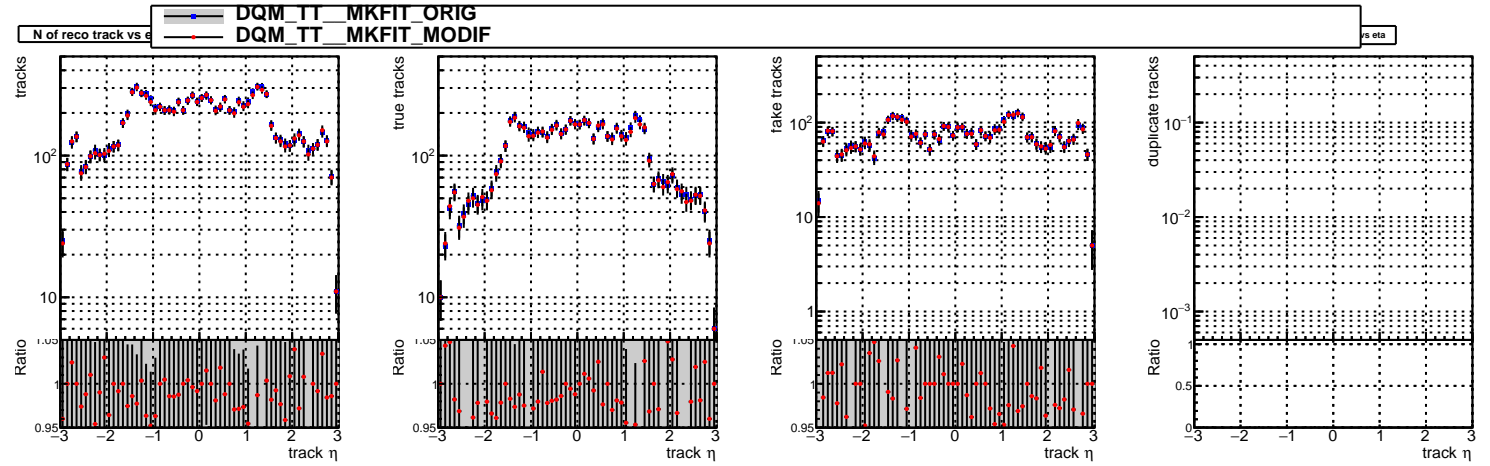 DQM_TT__MKFIT_ORIG
DQM_TT__MKFIT_MODIF
N of reco track vs e
vs eta
tracks
10²
10
Ratio
1.05
1
0.95
−3 −2 −1 0 1 2 3
track η
true tracks
10²
10
Ratio
1.05
1
0.95
−3 −2 −1 0 1 2 3
track η
fake tracks
10²
10
1
Ratio
1.05
1
0.95
−3 −2 −1 0 1 2 3
track η
duplicate tracks
10⁻¹
10⁻²
10⁻³
Ratio
1
0.5
0
−3 −2 −1 0 1 2 3
track η